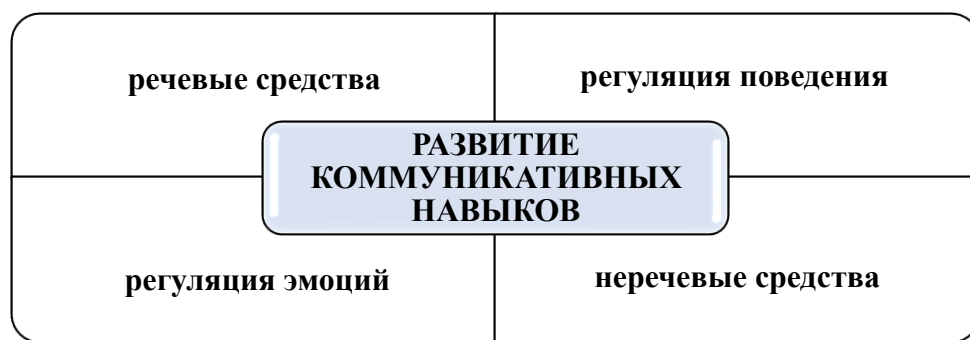 речевые средства
регуляция поведения
РАЗВИТИЕ
КОММУНИКАТИВНЫХ
НАВЫКОВ
регуляция эмоций
неречевые средства